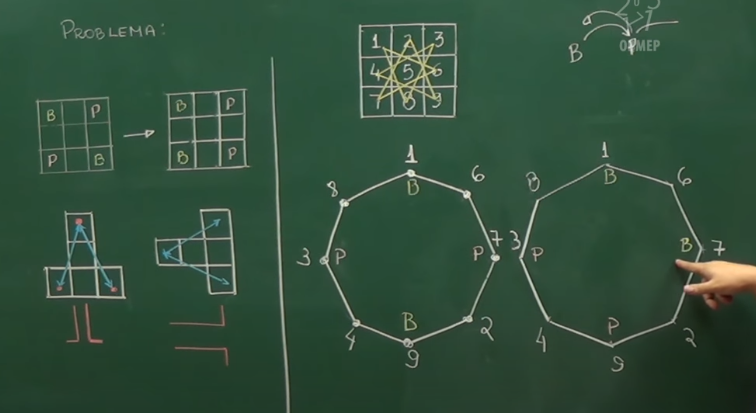 PROBLEMA:
B P
P B
B P
B P
1 2 3
4 5 6
7 8 9
B P
OBMEP
1
B
8 6
3 P P 7
B
4 2
9
1
B
8 6
3 P B 7
P
4 2
9